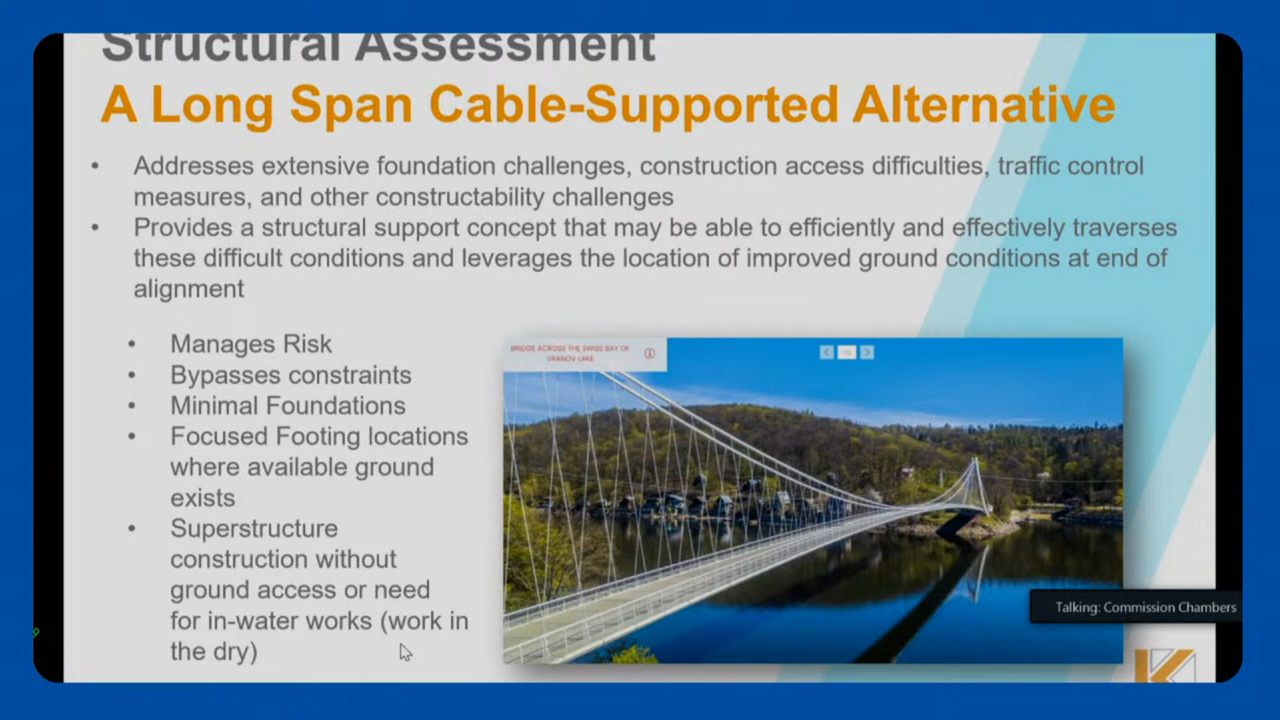 Structural Assessment
A Long Span Cable-Supported Alternative
• Addresses extensive foundation challenges, construction access difficulties, traffic control
measures, and other constructability challenges
• Provides a structural support concept that may be able to efficiently and effectively traverses
these difficult conditions and leverages the location of improved ground conditions at end of
alignment
• Manages Risk
• Bypasses constraints
• Minimal Foundations
• Focused Footing locations
where available ground
exists
• Superstructure
construction without
ground access or need
for in-water works (work in
the dry)
BRIDGE ACROSS THE SWISS BAY OF
VRANOV LAKE
Talking: Commission Chambers